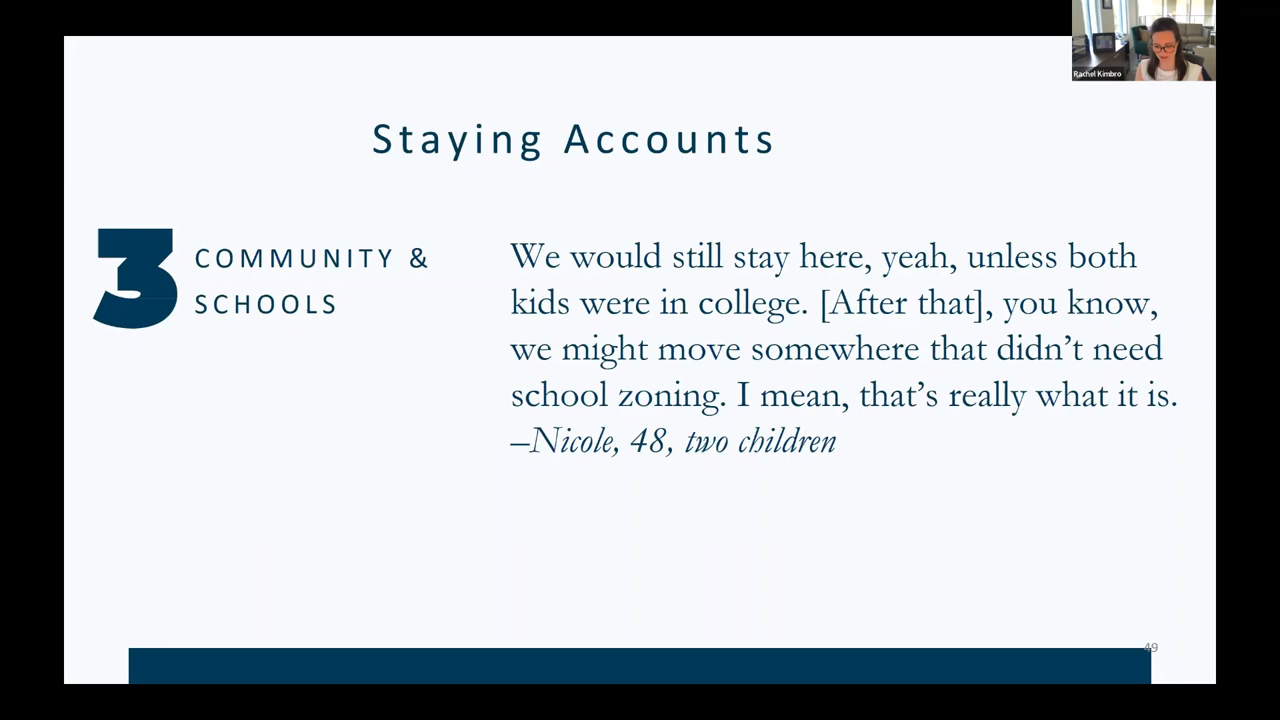 Rachel Kimbro
Staying Accounts
3
COMMUNITY &
SCHOOLS
We would still stay here, yeah, unless both
kids were in college. [After that], you know,
we might move somewhere that didn’t need
school zoning. I mean, that’s really what it is.
–Nicole, 48, two children
49